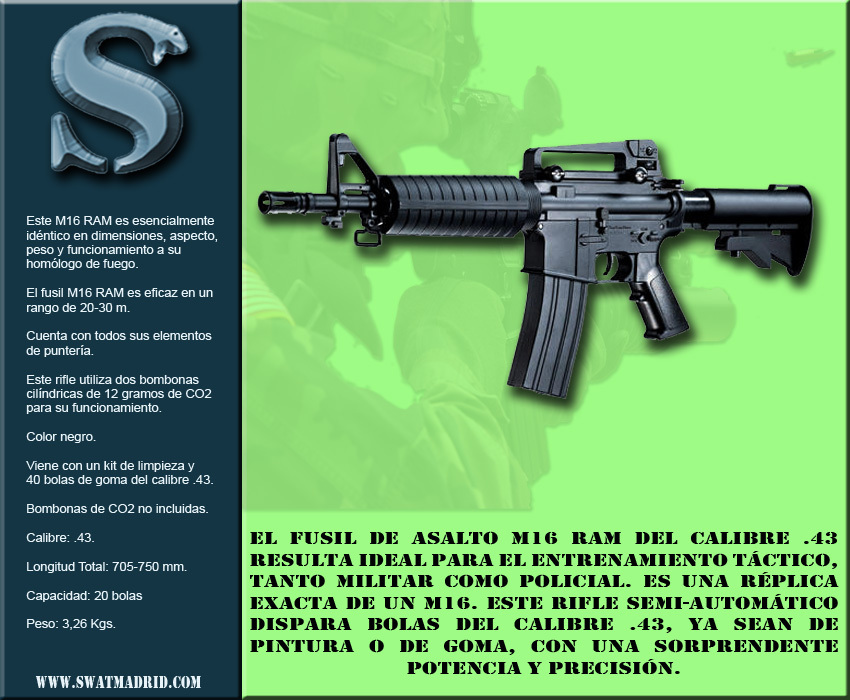 S
Este M16 RAM es esencialmente
idéntico en dimensiones, aspecto,
peso y funcionamiento a su
homólogo de fuego.
El fusil M16 RAM es eficaz en un
rango de 20-30 m.
Cuenta con todos sus elementos
de puntería.
Este rifle utiliza dos bombonas
cilíndricas de 12 gramos de CO2
para su funcionamiento.
Color negro.
Viene con un kit de limpieza y
40 bolas de goma del calibre .43.
Bombonas de CO2 no incluidas.
Calibre: .43.
Longitud Total: 705-750 mm.
Capacidad: 20 bolas
Peso: 3,26 Kgs.
WWW.SWATMADRID.COM
EL FUSIL DE ASALTO M16 RAM DEL CALIBRE .43
RESULTA IDEAL PARA EL ENTRENAMIENTO TÁCTICO,
TANTO MILITAR COMO POLICIAL. ES UNA RÉPLICA
EXACTA DE UN M16. ESTE RIFLE SEMI-AUTOMÁTICO
DISPARA BOLAS DEL CALIBRE .43, YA SEAN DE
PINTURA O DE GOMA, CON UNA SORPRENDENTE
POTENCIA Y PRECISIÓN.